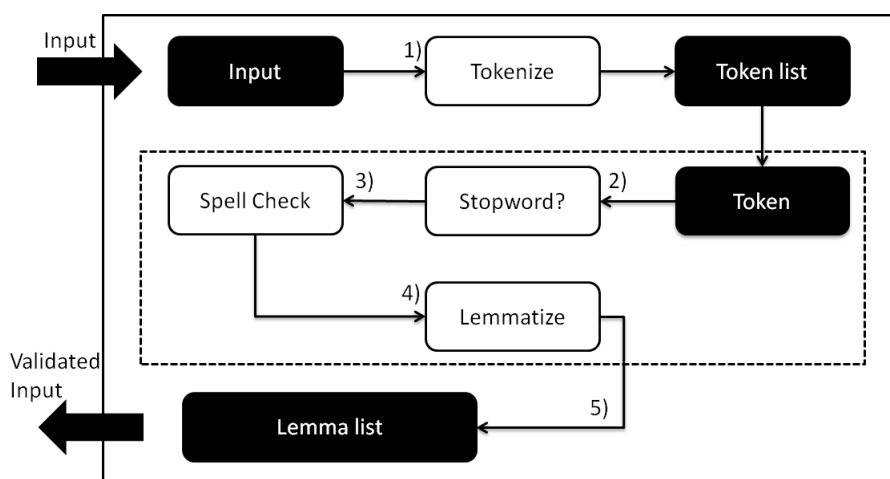 Input
Input
1)
Tokenize
Token list
Spell Check
3)
Stopword?
2)
Token
4)
Lemmatize
Validated
Input
5)
Lemma list